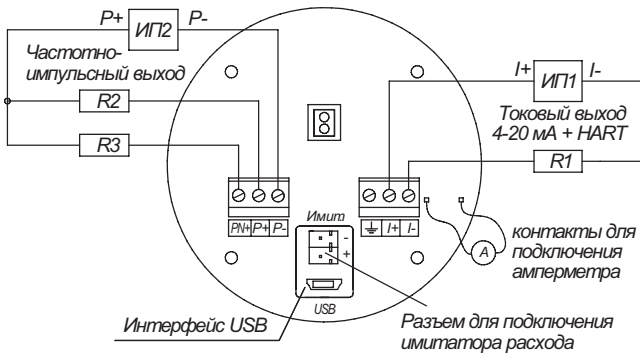 P+ ИП2 P-
Частотно-
импульсный выход
R2
R3
I+ ИП1 I-
Токовый выход
4-20 мА + HART
R1
PN+ P+ P-
I+ I-
Имит.
-
+
USB
A
контакты для
подключения
амперметра
Интерфейс USB
Разъем для подключения
имитатора расхода